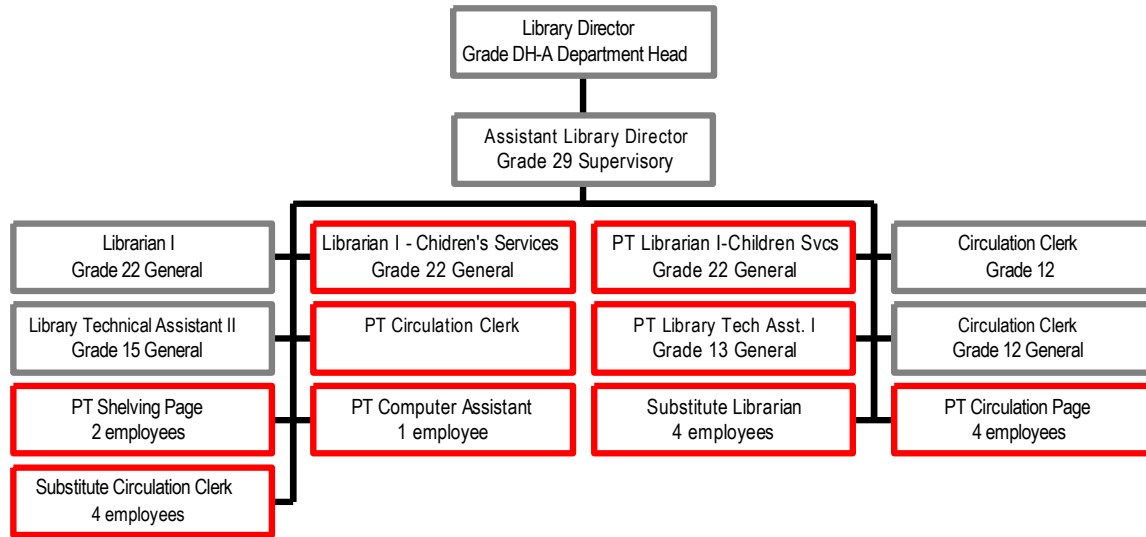 Library Director
Grade DH-A Department Head
Assistant Library Director
Grade 29 Supervisory
Librarian I
Grade 22 General
Librarian I - Chidren's Services
Grade 22 General
PT Librarian I-Children Svcs
Grade 22 General
Circulation Clerk
Grade 12
Library Technical Assistant II
Grade 15 General
PT Circulation Clerk
PT Library Tech Asst. I
Grade 13 General
Circulation Clerk
Grade 12 General
PT Shelving Page
2 employees
PT Computer Assistant
1 employee
Substitute Librarian
4 employees
PT Circulation Page
4 employees
Substitute Circulation Clerk
4 employees